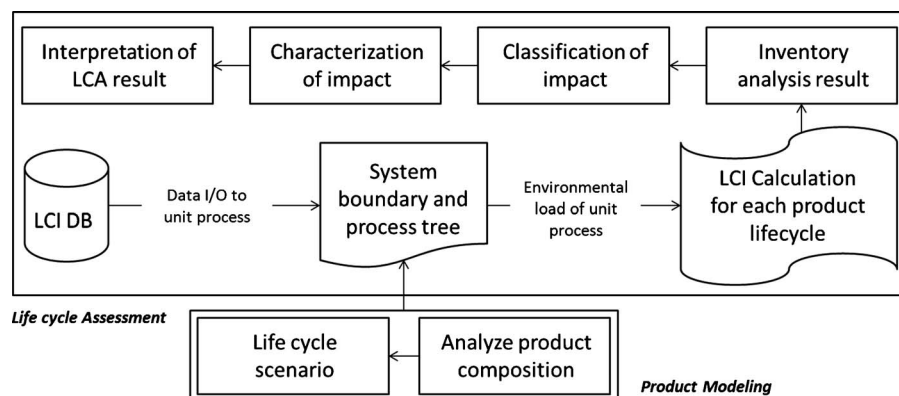 Interpretation of
LCA result
Characterization
of impact
Classification of
impact
Inventory
analysis result
LCI DB
Data I/O to
unit process
System
boundary and
process tree
Environmental
load of unit
process
LCI Calculation
for each product
lifecycle
Life cycle Assessment
Life cycle
scenario
Analyze product
composition
Product Modeling